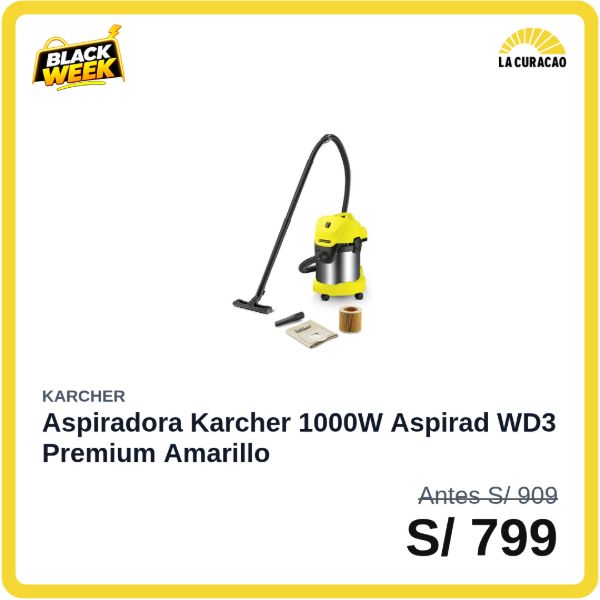 BLACK
WEEK
LA CURACAO
KARCHER
Aspiradora Karcher 1000W Aspirad WD3
Premium Amarillo
Antes S/ 909
S/ 799